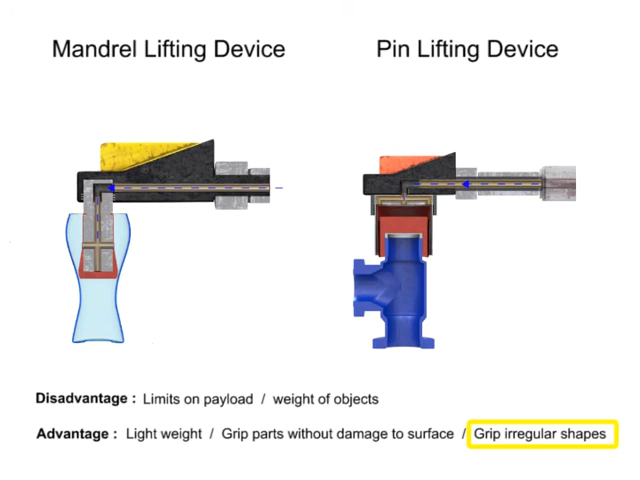 Mandrel Lifting Device
Pin Lifting Device
Disadvantage : Limits on payload / weight of objects
Advantage : Light weight / Grip parts without damage to surface / Grip irregular shapes